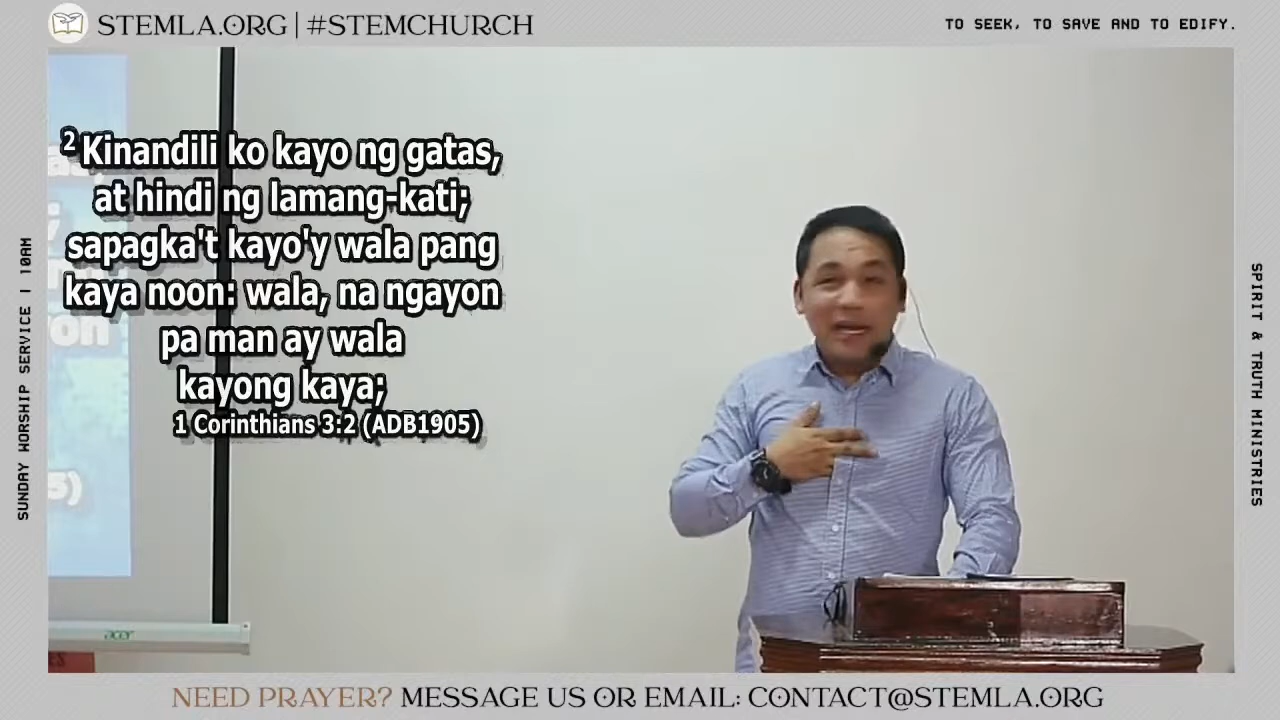 STEMLA.ORG | #STEMCHURCH
TO SEEK, TO SAVE AND TO EDIFY.
2 Kinandili ko kayo ng gatas,
at hindi ng lamang-kati;
sapagka't kayo'y wala pang
kaya noon: wala, na ngayon
pa man ay wala
kayong kaya;
1 Corinthians 3:2 (ADB1905)
on
5)
acer
SUNDAY WORSHIP SERVICE | 10AM
SPIRIT & TRUTH MINISTRIES
NEED PRAYER? MESSAGE US OR EMAIL: CONTACT@STEMLA.ORG